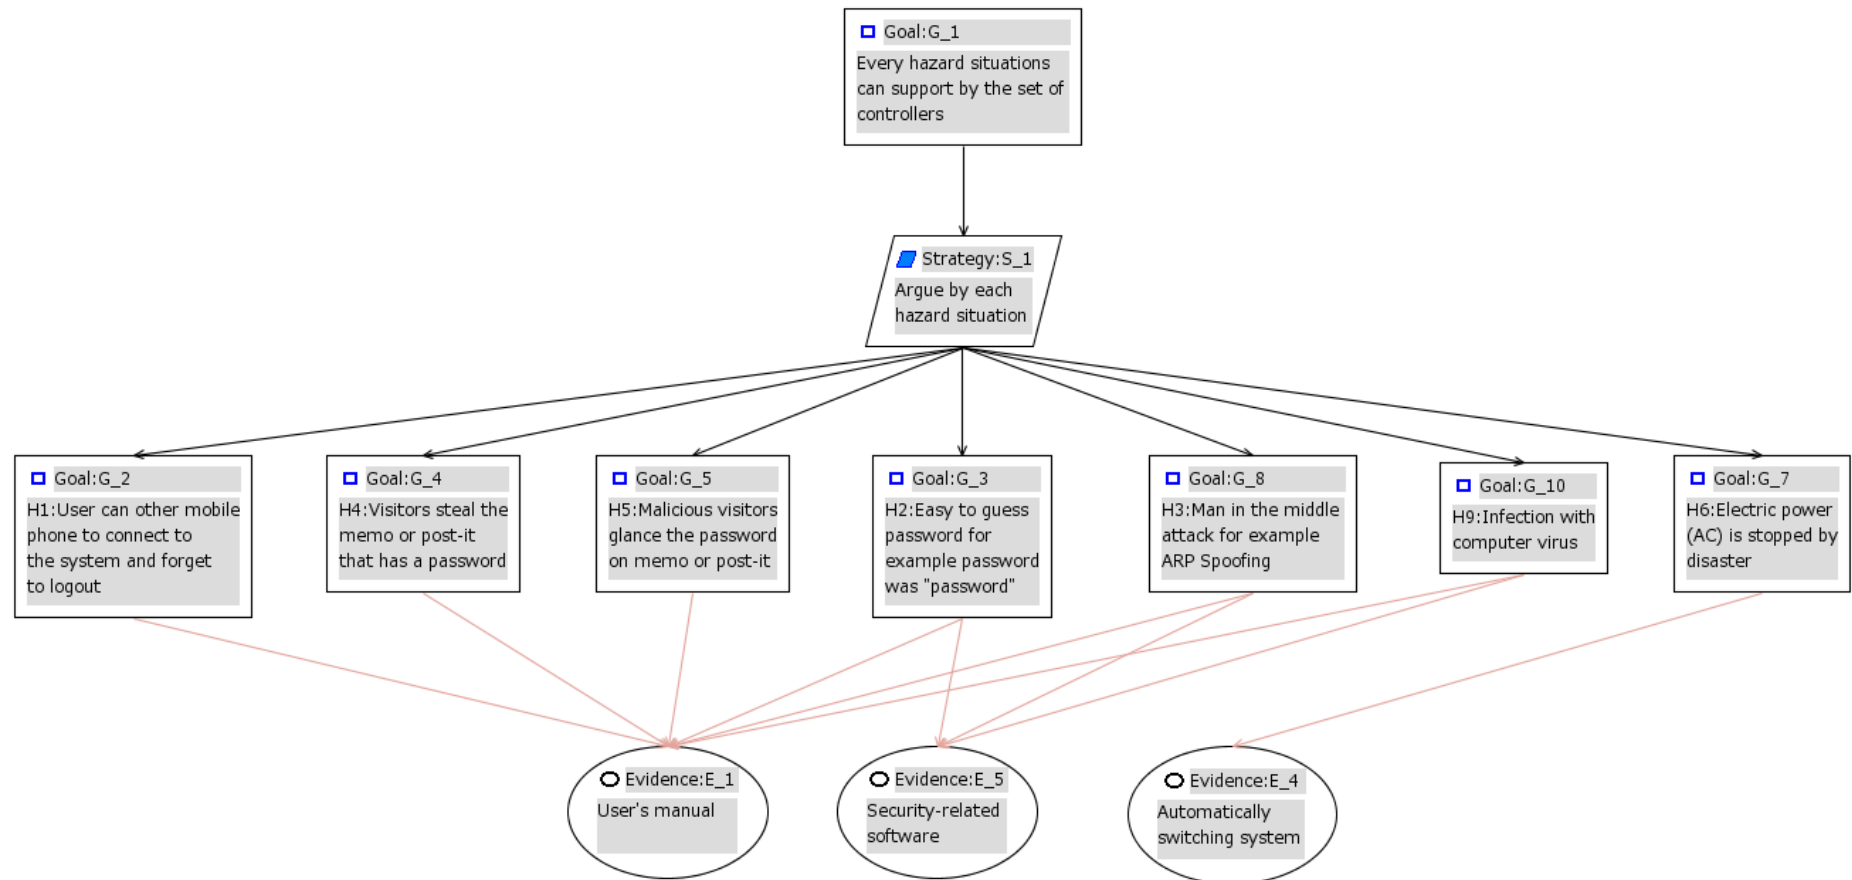 Goal:G_1
Every hazard situations
can support by the set of
controllers
Strategy:S_1
Argue by each
hazard situation
Goal:G_2
H1:User can other mobile
phone to connect to
the system and forget
to logout
Goal:G_4
H4:Visitors steal the
memo or post-it
that has a password
Goal:G_5
H5:Malicious visitors
glance the password
on memo or post-it
Goal:G_3
H2:Easy to guess
password for
example password
was "password"
Goal:G_8
H3:Man in the middle
attack for example
ARP Spoofing
Goal:G_10
H9:Infection with
computer virus
Goal:G_7
H6:Electric power
(AC) is stopped by
disaster
Evidence:E_1
User's manual
Evidence:E_5
Security-related
software
Evidence:E_4
Automatically
switching system